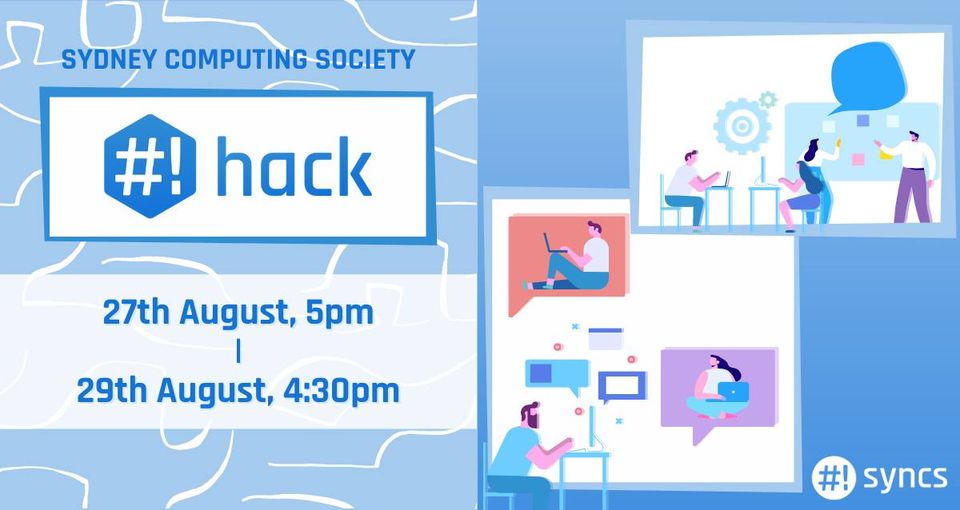 SYDNEY COMPUTING SOCIETY
#! hack
27th August, 5pm
|
29th August, 4:30pm
#! syncs